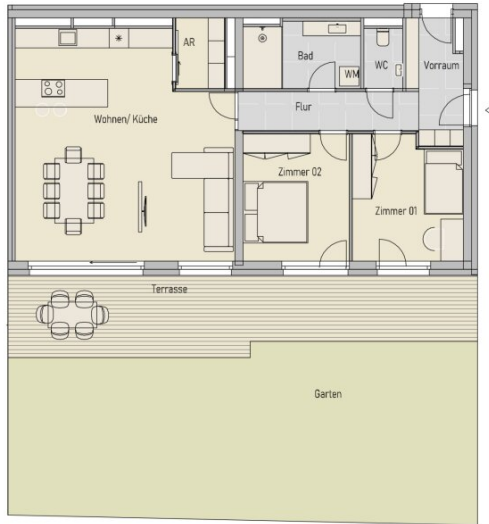 AR
Bad
WM
WC
Vorraum
Flur
Wohnen/ Küche
Zimmer 02
Zimmer 01
Terrasse
Garten